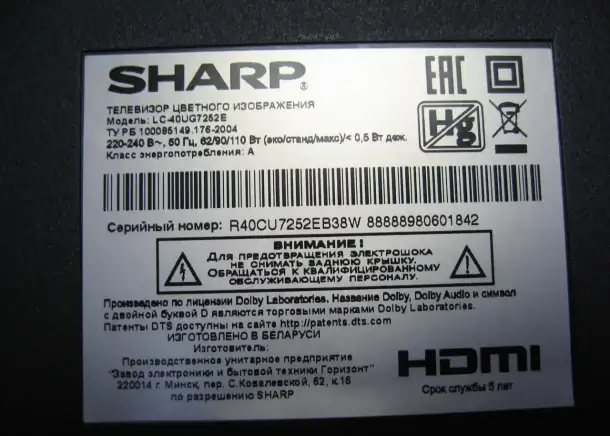 SHARP®
EAC
ТЕЛЕВИЗОР ЦВЕТНОГО ИЗОБРАЖЕНИЯ
Модель: LC-40UG7252E
ТУ РБ 100085149.176-2004
220-240 В~, 50 Гц, 62/90/110 Вт (эко/станд/макс)/< 0,5 Вт деж.
Класс энергопотребления: А
Hg
Серийный номер: R40CU7252EB38W 88888980601842
ВНИМАНИЕ!
Для предотвращения электрошока
не снимать заднюю крышку.
Обращаться к квалифицированному
обслуживающему персоналу.
Произведено по лицензии Dolby Laboratories. Название Dolby, Dolby Audio и символ
с двойной буквой D являются торговыми марками Dolby Laboratories.
Патенты DTS доступны на сайте http://patents.dts.com
ИЗГОТОВЛЕНО В БЕЛАРУСИ
Изготовитель:
Производственное унитарное предприятие
"Завод электроники и бытовой техники Горизонт"
220014 г. Минск, пер. С.Ковалевской, 62, к.16
по разрешению SHARP
HDMI
Срок службы 5 лет